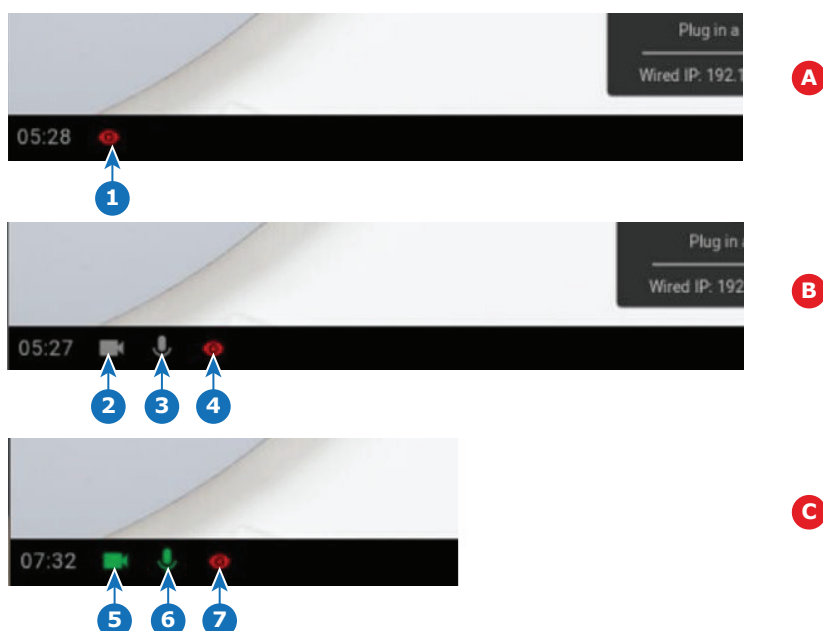 Plug in a
Wired IP: 192.1
A
05:28
1
Plug in
Wired IP: 192
B
05:27
2 3 4
C
07:32
5 6 7